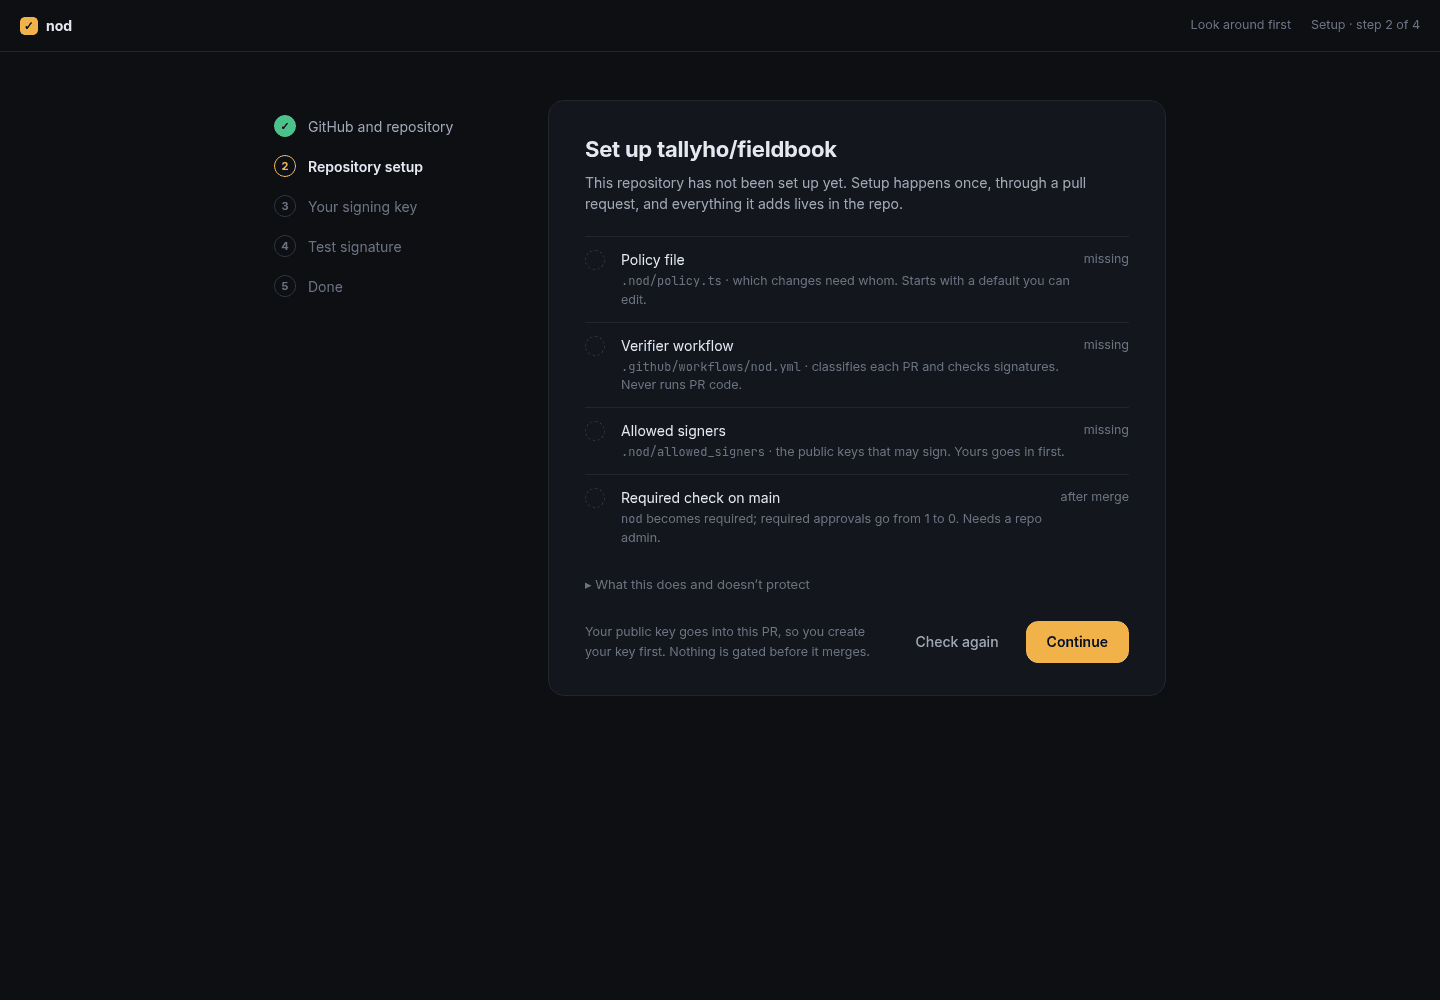 ✓ nod
Look around first
Setup · step 2 of 4
✓ GitHub and repository
2 Repository setup
3 Your signing key
4 Test signature
5 Done
Set up tallyho/fieldbook
This repository has not been set up yet. Setup happens once, through a pull
request, and everything it adds lives in the repo.
Policy file
missing
.nod/policy.ts · which changes need whom. Starts with a default you can
edit.
Verifier workflow
missing
.github/workflows/nod.yml · classifies each PR and checks signatures.
Never runs PR code.
Allowed signers
missing
.nod/allowed_signers · the public keys that may sign. Yours goes in first.
Required check on main
after merge
nod becomes required; required approvals go from 1 to 0. Needs a repo
admin.
▸ What this does and doesn’t protect
Your public key goes into this PR, so you create
your key first. Nothing is gated before it merges.
Check again
Continue